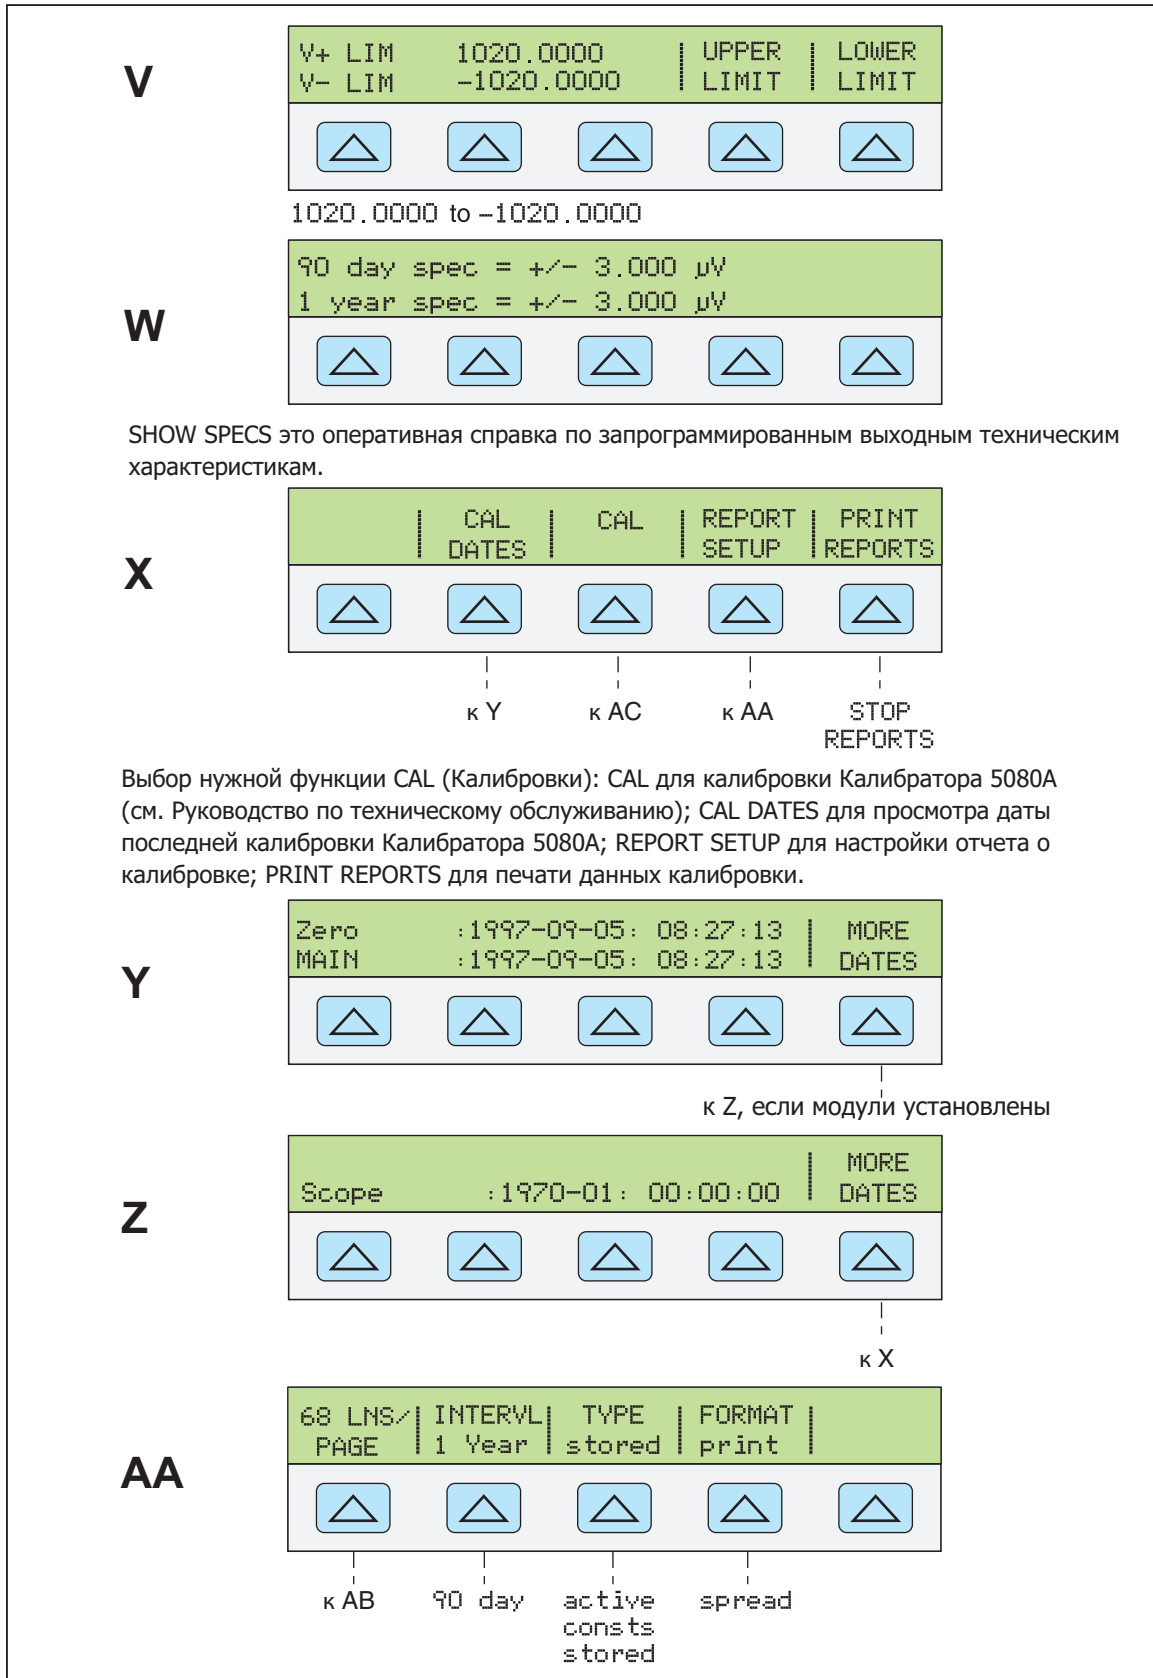 V
V+ LIM 1020.0000 UPPER LOWER
V- LIM -1020.0000 LIMIT LIMIT
1020.0000 to -1020.0000
W
90 day spec = +/- 3.000 µV
1 year spec = +/- 3.000 µV
SHOW SPECS это оперативная справка по запрограммированным выходным техническим
характеристикам.
X
CAL CAL REPORT PRINT
DATES SETUP REPORTS
к Y к AC к AA STOP
REPORTS
Выбор нужной функции CAL (Калибровки): CAL для калибровки Калибратора 5080A
(см. Руководство по техническому обслуживанию); CAL DATES для просмотра даты
последней калибровки Калибратора 5080A; REPORT SETUP для настройки отчета о
калибровке; PRINT REPORTS для печати данных калибровки.
Y
Zero :1997-09-05: 08:27:13 MORE
MAIN :1997-09-05: 08:27:13 DATES
к Z, если модули установлены
Z
MORE
Scope :1970-01: 00:00:00 DATES
к X
AA
68 LNS/ INTERVL TYPE FORMAT
PAGE 1 Year stored print
к AB 90 day active spread
consts
stored